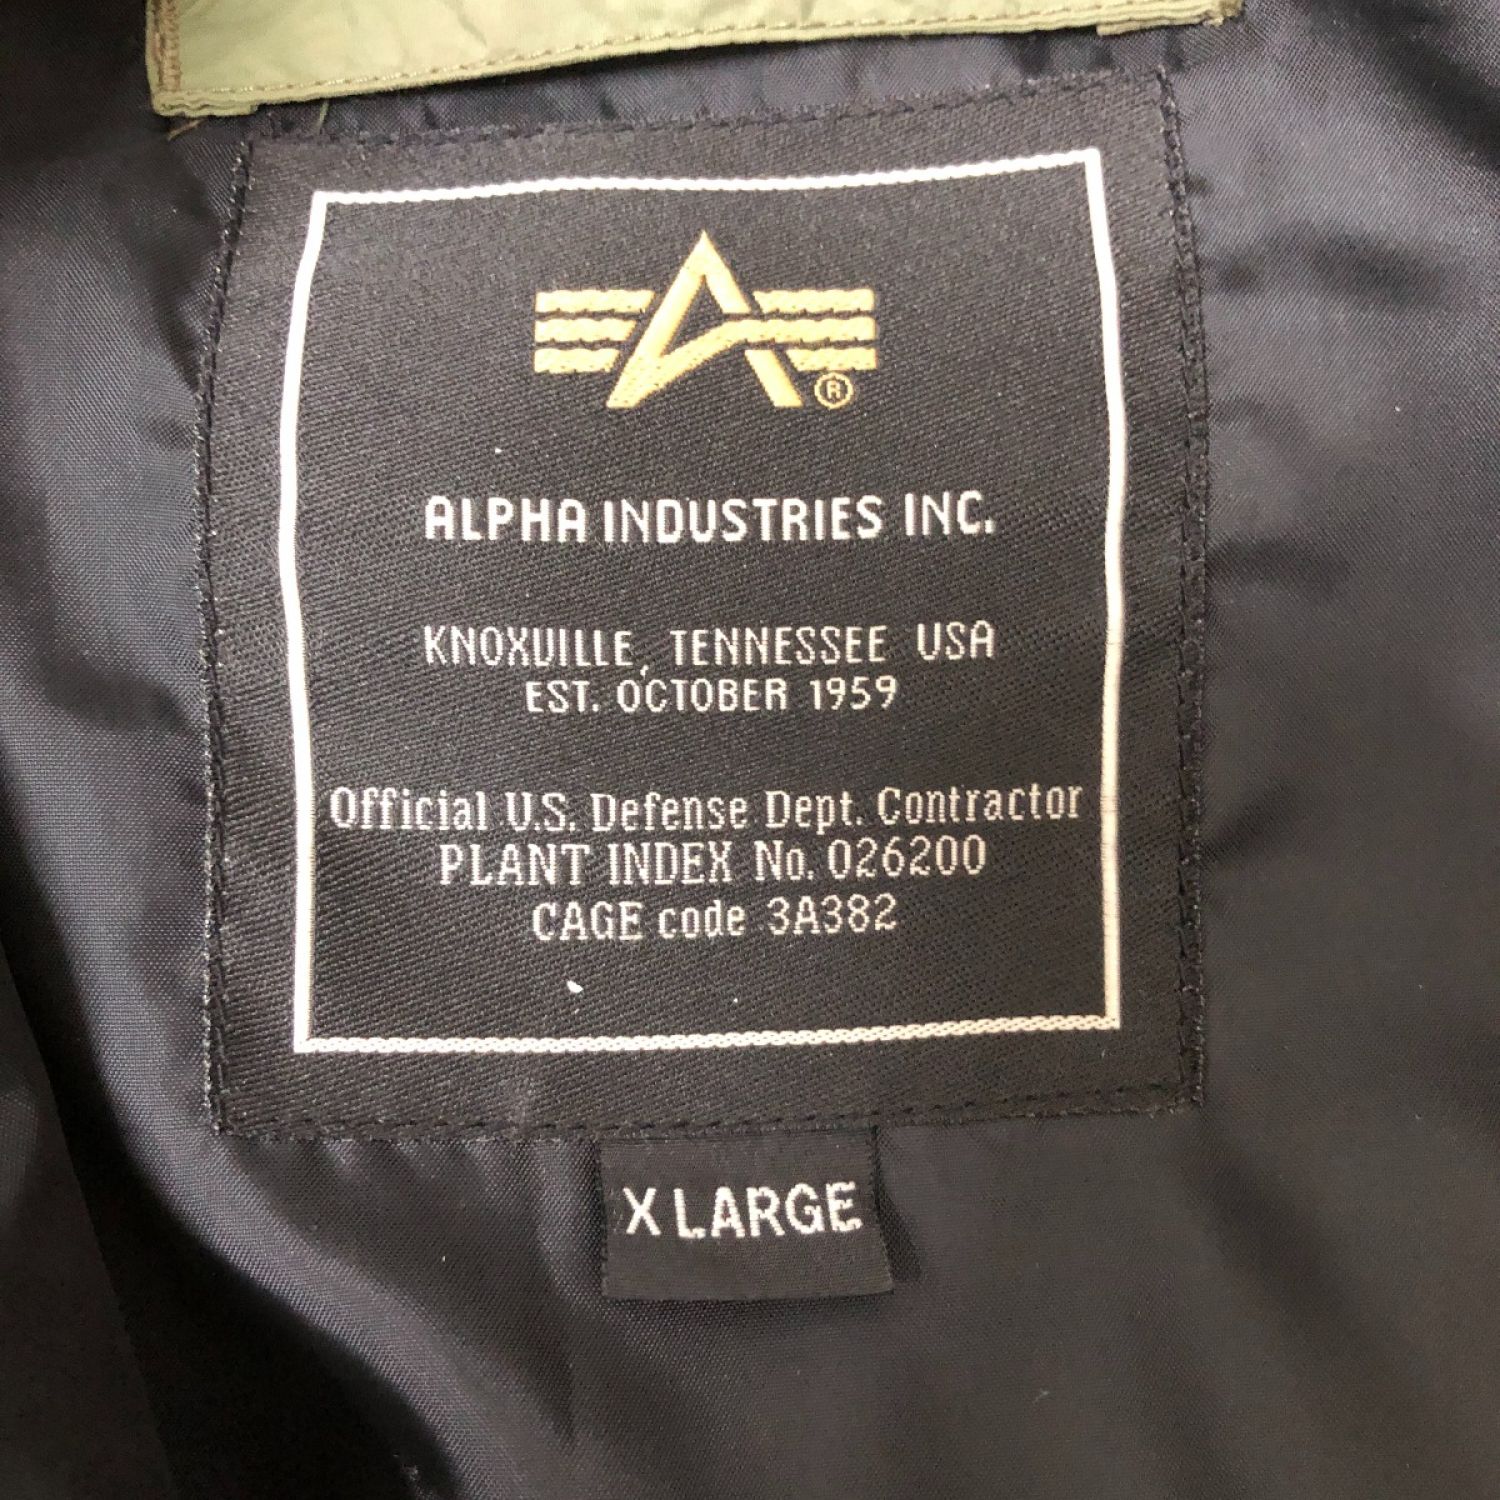 ®
ALPHA INDUSTRIES INC.
KNOXVILLE, TENNESSEE USA
EST. OCTOBER 1959
Official U.S. Defense Dept. Contractor
PLANT INDEX No. 026200
CAGE code 3A382
X LARGE